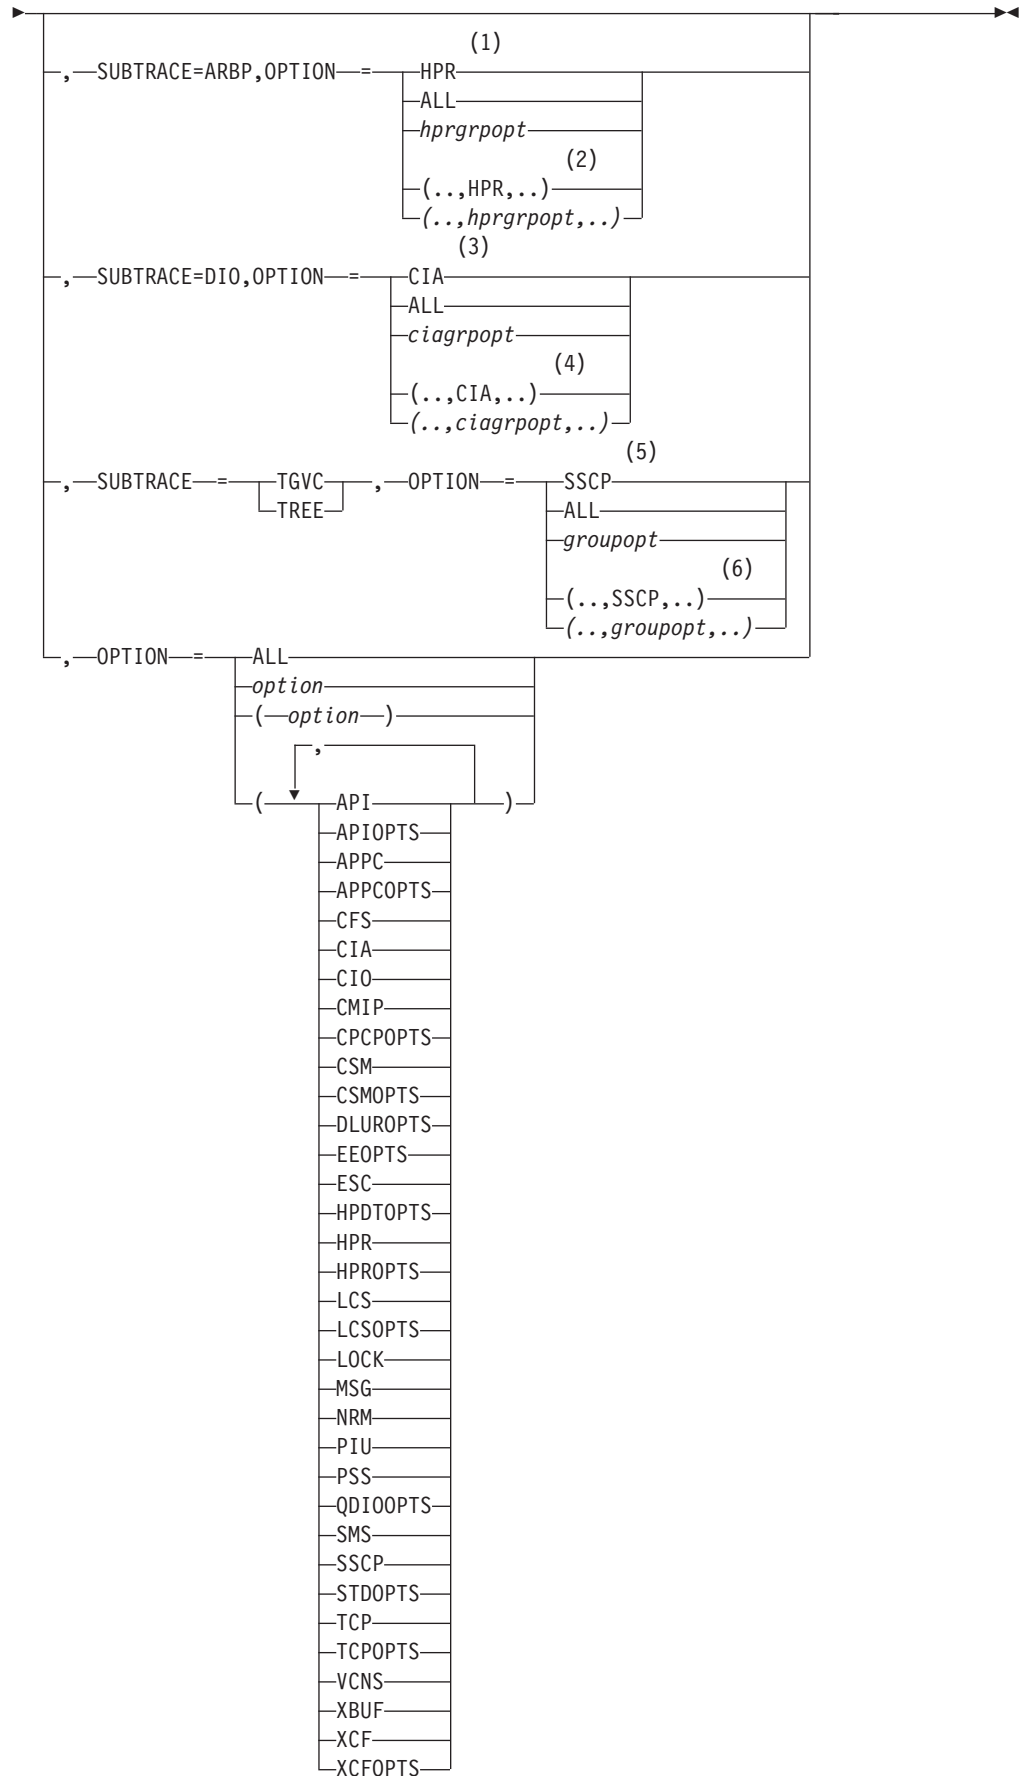 (1)
, SUBTRACE=ARBP,OPTION = HPR
ALL
hprgrpopt
(2)
(..,HPR,..)
(..,hprgrpopt,..)
(3)
, SUBTRACE=DIO,OPTION = CIA
ALL
ciagrpopt
(4)
(..,CIA,..)
(..,ciagrpopt,..)
(5)
, SUBTRACE = TGVC , OPTION = SSCP
TREE ALL
groupopt
(6)
(..,SSCP,..)
(..,groupopt,..)
, OPTION = ALL
option
( option )
,
( API )
APIOPTS
APPC
APPCOPTS
CFS
CIA
CIO
CMIP
CPCPOPTS
CSM
CSMOPTS
DLUROPTS
EEOPTS
ESC
HPDTOPTS
HPR
HPROPTS
LCS
LCSOPTS
LOCK
MSG
NRM
PIU
PSS
QDIOOPTS
SMS
SSCP
STDOPTS
TCP
TCPOPTS
VCNS
XBUF
XCF
XCFOPTS